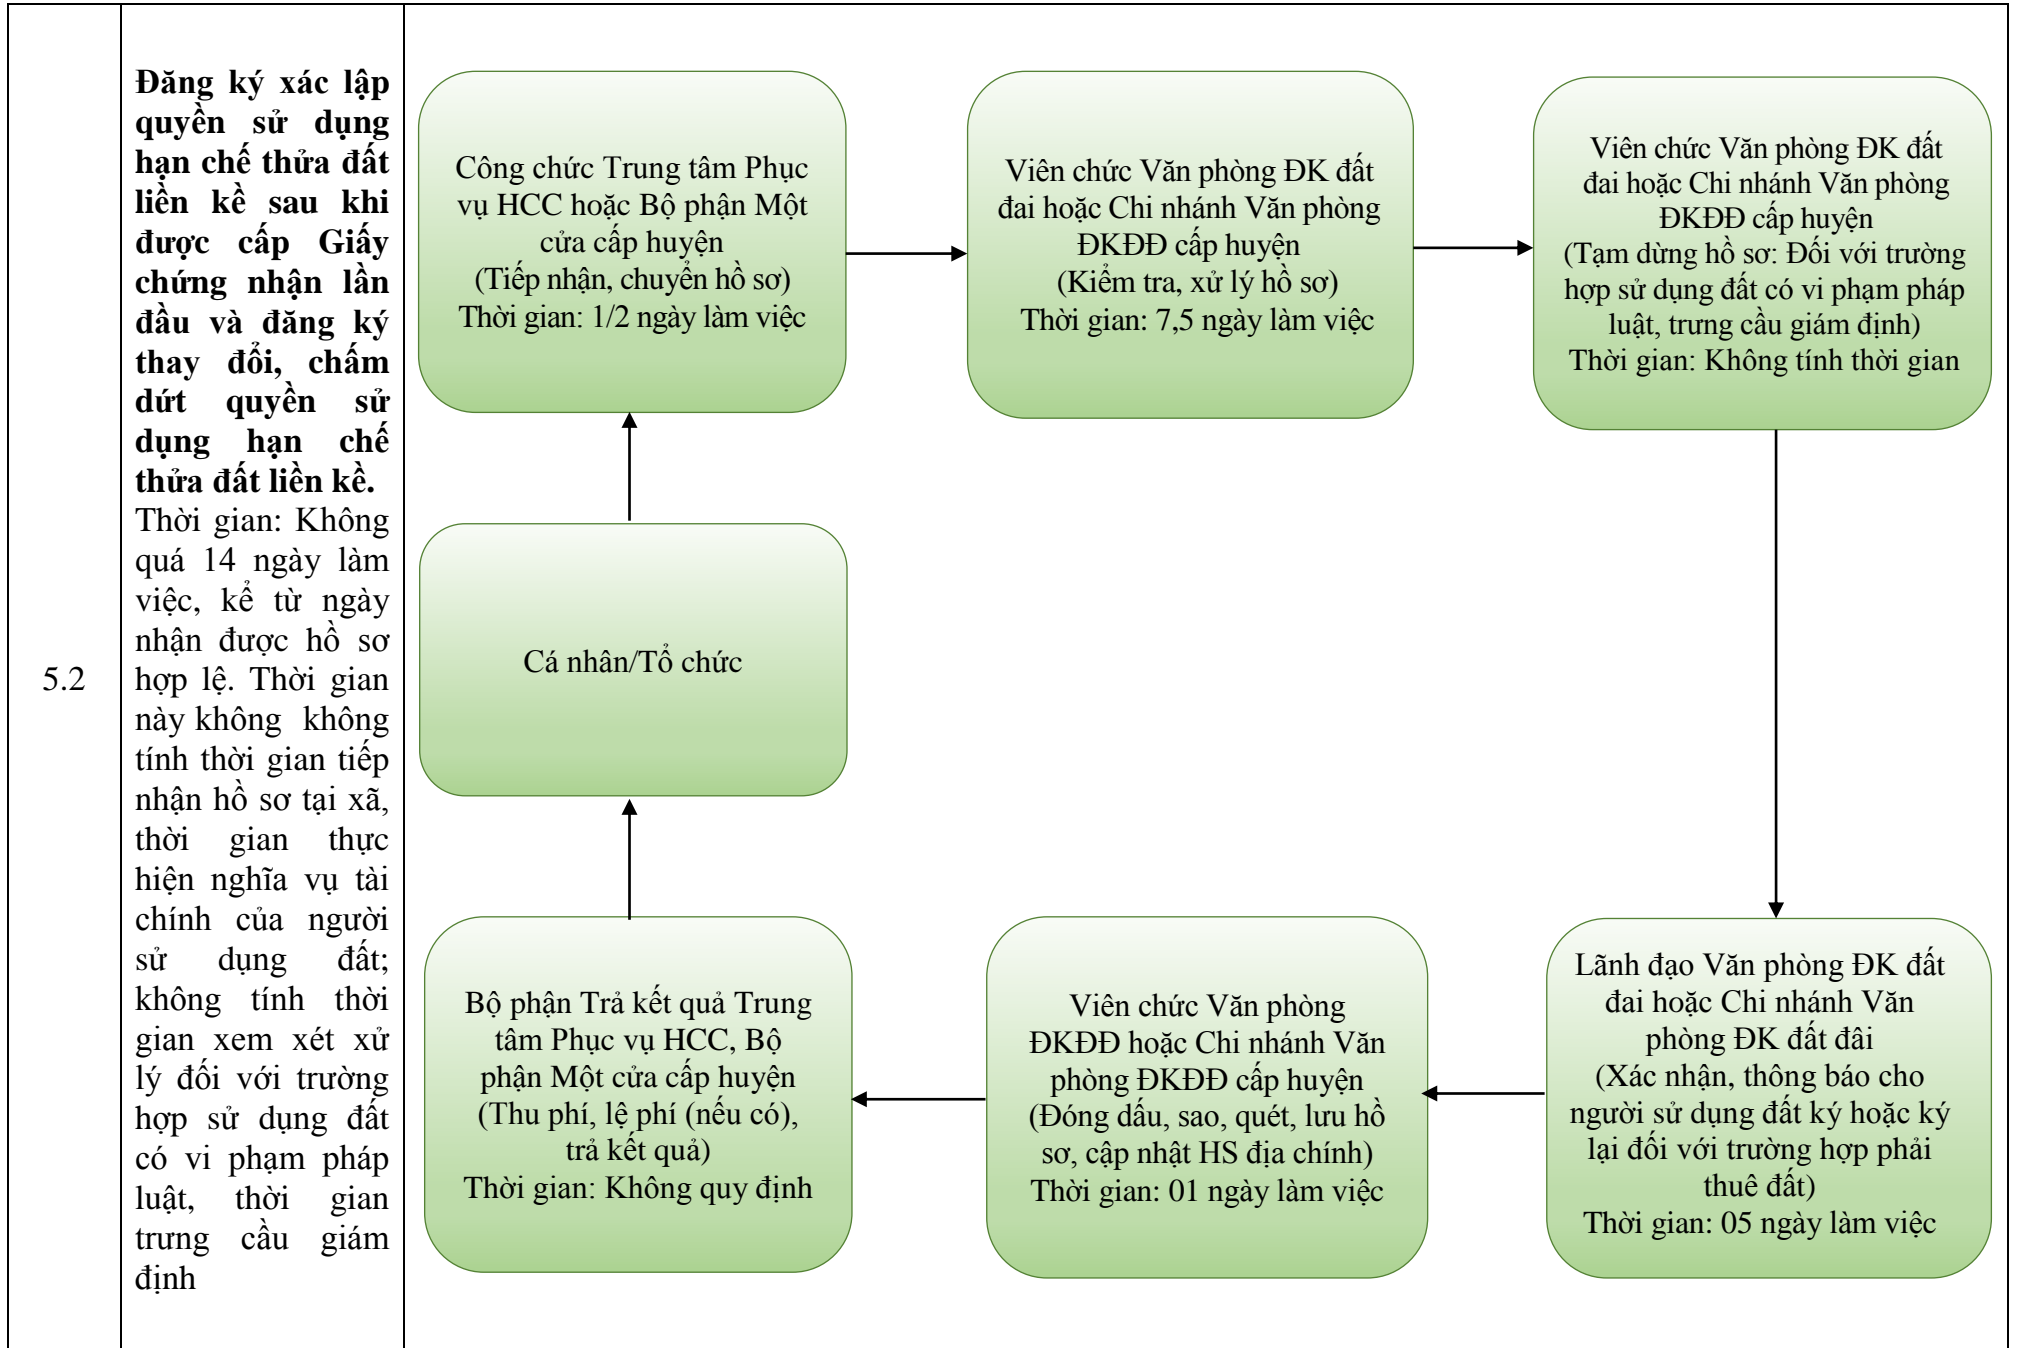 5.2
Đăng ký xác lập
quyền sử dụng
hạn chế thửa đất
liền kề sau khi
được cấp Giấy
chứng nhận lần
đầu và đăng ký
thay đổi, chấm
dứt quyền sử
dụng hạn chế
thửa đất liền kề.
Thời gian: Không
quá 14 ngày làm
việc, kể từ ngày
nhận được hồ sơ
hợp lệ. Thời gian
này không không
tính thời gian tiếp
nhận hồ sơ tại xã,
thời gian thực
hiện nghĩa vụ tài
chính của người
sử dụng đất;
không tính thời
gian xem xét xử
lý đối với trường
hợp sử dụng đất
có vi phạm pháp
luật, thời gian
trưng cầu giám
định
Công chức Trung tâm Phục
vụ HCC hoặc Bộ phận Một
cửa cấp huyện
(Tiếp nhận, chuyển hồ sơ)
Thời gian: 1/2 ngày làm việc
Viên chức Văn phòng ĐK đất
đai hoặc Chi nhánh Văn phòng
ĐKĐĐ cấp huyện
(Kiểm tra, xử lý hồ sơ)
Thời gian: 7,5 ngày làm việc
Viên chức Văn phòng ĐK đất
đai hoặc Chi nhánh Văn phòng
ĐKĐĐ cấp huyện
(Tạm dừng hồ sơ: Đối với trường
hợp sử dụng đất có vi phạm pháp
luật, trưng cầu giám định)
Thời gian: Không tính thời gian
Cá nhân/Tổ chức
Bộ phận Trả kết quả Trung
tâm Phục vụ HCC, Bộ
phận Một cửa cấp huyện
(Thu phí, lệ phí (nếu có),
trả kết quả)
Thời gian: Không quy định
Viên chức Văn phòng
ĐKĐĐ hoặc Chi nhánh Văn
phòng ĐKĐĐ cấp huyện
(Đóng dấu, sao, quét, lưu hồ
sơ, cập nhật HS địa chính)
Thời gian: 01 ngày làm việc
Lãnh đạo Văn phòng ĐK đất
đai hoặc Chi nhánh Văn
phòng ĐK đất đâi
(Xác nhận, thông báo cho
người sử dụng đất ký hoặc ký
lại đối với trường hợp phải
thuê đất)
Thời gian: 05 ngày làm việc